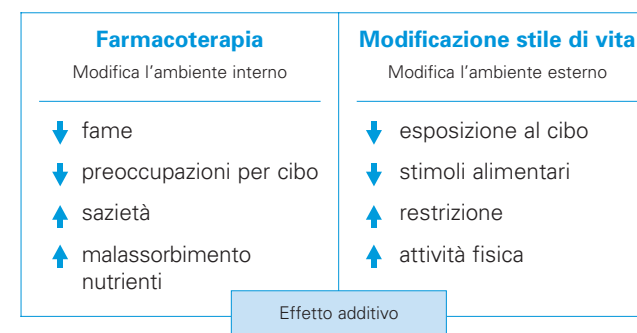 Farmacoterapia
Modifica l'ambiente interno
fame
preoccupazioni per cibo
sazietà
malassorbimento
nutrienti
Modificazione stile di vita
Modifica l'ambiente esterno
esposizione al cibo
stimoli alimentari
restrizione
attività fisica
Effetto additivo